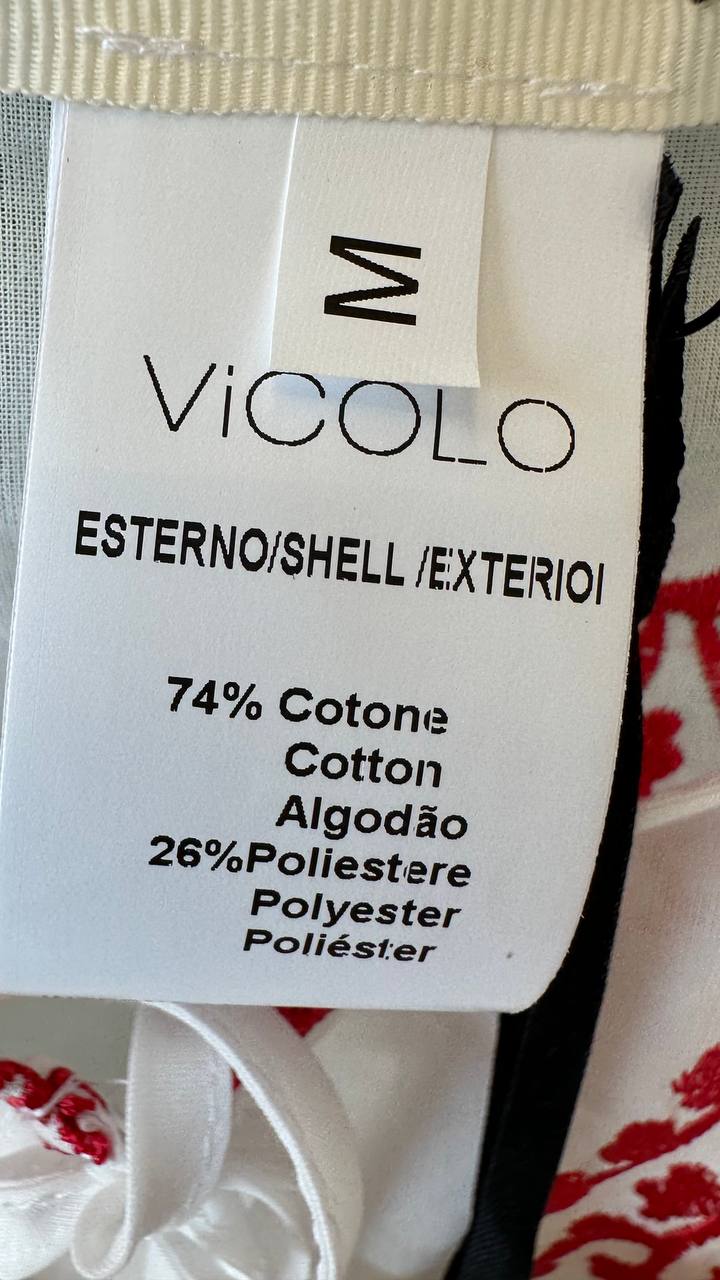 M
ViCOLO
ESTERNO/SHELL /EXTERIOI
74% Cotone
Cotton
Algodão
26%Poliestere
Polyester
Poliéster